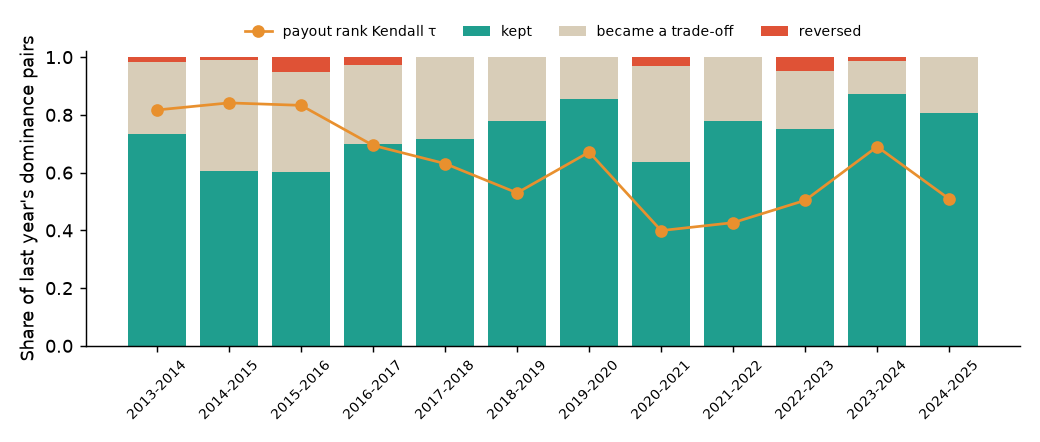 payout rank Kendall τ kept became a trade-off reversed
Share of last year's dominance pairs
1.0
0.8
0.6
0.4
0.2
0.0
2013-2014 2014-2015 2015-2016 2016-2017 2017-2018 2018-2019 2019-2020 2020-2021 2021-2022 2022-2023 2023-2024 2024-2025